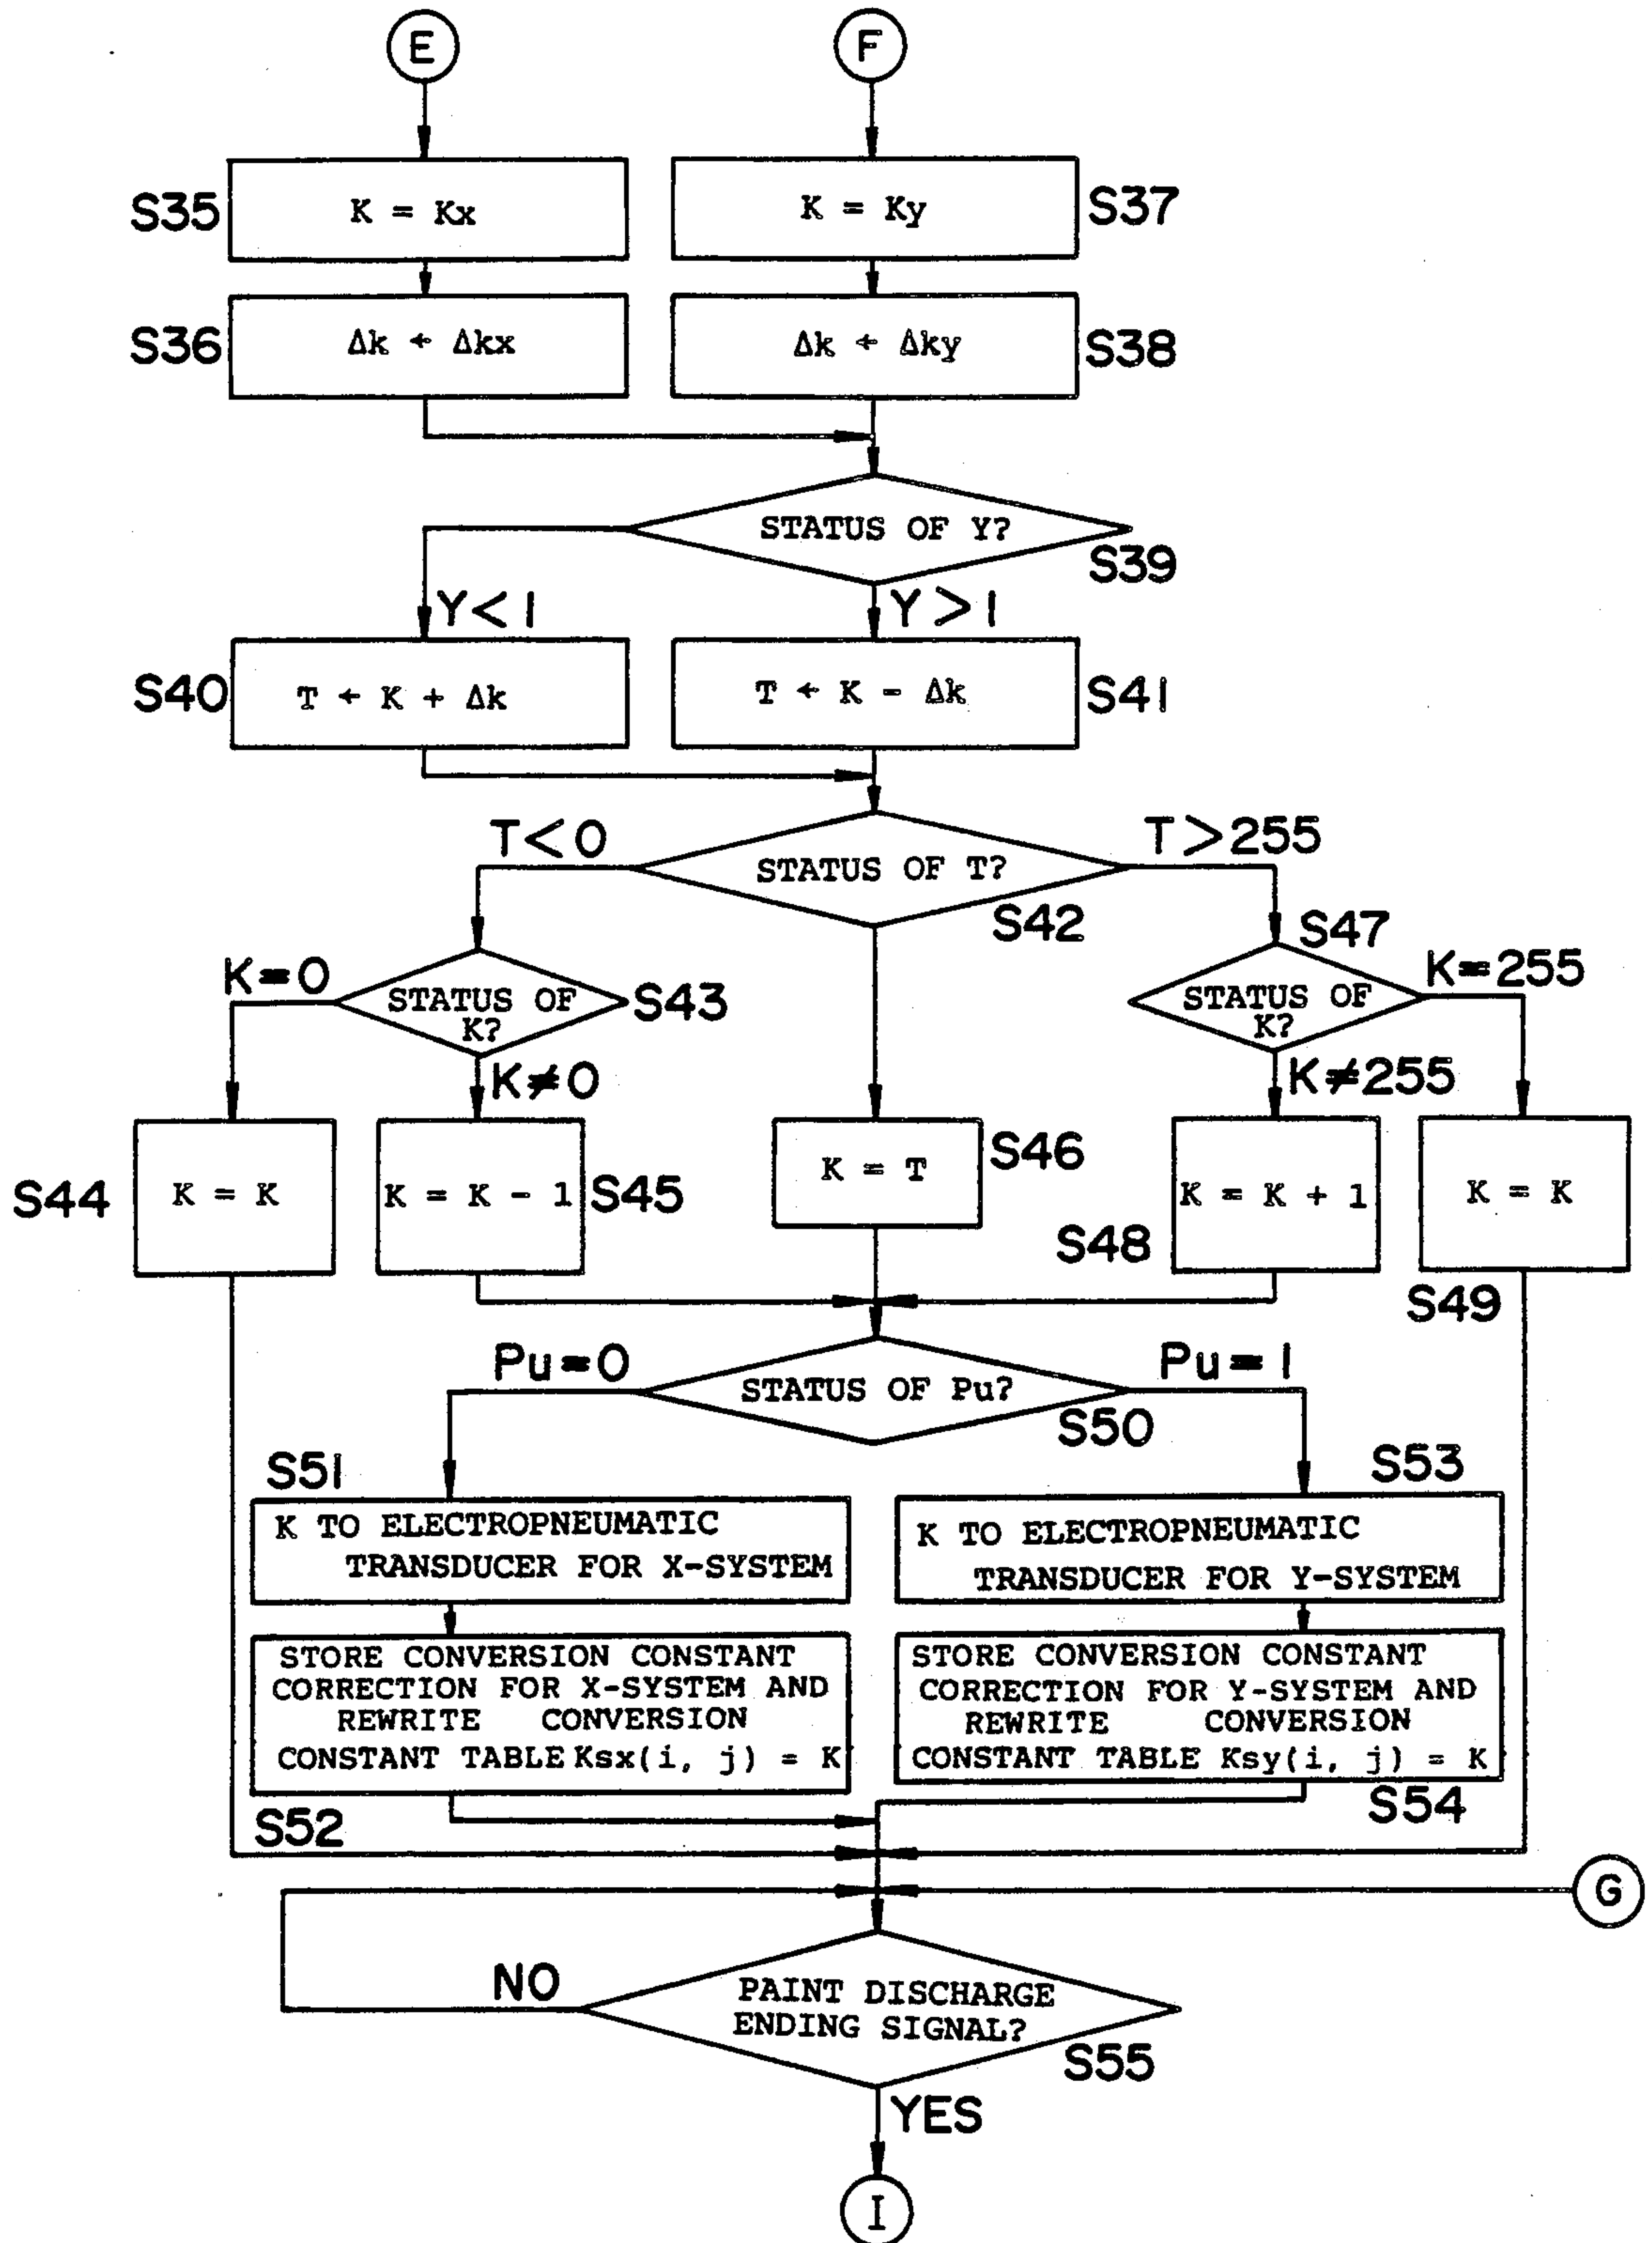 E
F
S35
K = Kx
K = Ky
S37
S36
Δk ← Δkx
Δk ← Δky
S38
STATUS OF Y?
S39
Y<1
Y>1
S40
T ← K + Δk
T ← K - Δk
S41
T<0
STATUS OF T?
T>255
S42
S47
K=0
STATUS OF
K?
S43
STATUS OF
K?
K=255
K≠0
K≠255
S44
K = K
K = K - 1
S45
K = T
S46
K = K + 1
S48
K = K
S49
Pu=0
STATUS OF Pu?
Pu=1
S50
S51
S53
K TO ELECTROPNEUMATIC
TRANSDUCER FOR X-SYSTEM
K TO ELECTROPNEUMATIC
TRANSDUCER FOR Y-SYSTEM
STORE CONVERSION CONSTANT
CORRECTION FOR X-SYSTEM AND
REWRITE CONVERSION
CONSTANT TABLE Ksx(i, j) = K
STORE CONVERSION CONSTANT
CORRECTION FOR Y-SYSTEM AND
REWRITE CONVERSION
CONSTANT TABLE Ksy(i, j) = K
S52
S54
G
NO
PAINT DISCHARGE
ENDING SIGNAL?
S55
YES
I